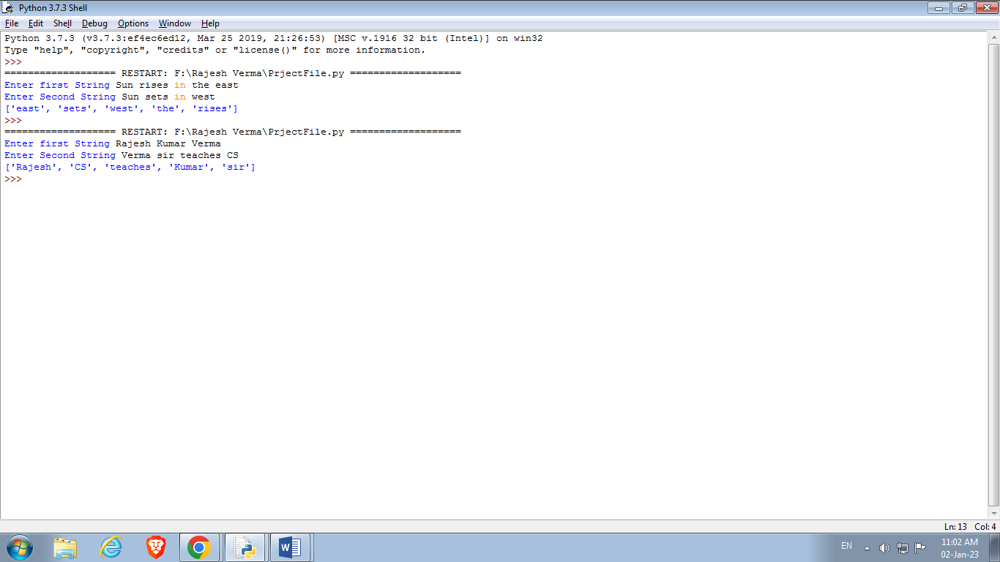 Python 3.7.3 Shell
File Edit Shell Debug Options Window Help
Python 3.7.3 (v3.7.3:ef4ec6ed12, Mar 25 2019, 21:26:53) [MSC v.1916 32 bit (Intel)] on win32
Type "help", "copyright", "credits" or "license()" for more information.
>>>
=================== RESTART: F:\Rajesh Verma\PrjectFile.py ===================
Enter first String Sun rises in the east
Enter Second String Sun sets in west
['east', 'sets', 'west', 'the', 'rises']
>>>
=================== RESTART: F:\Rajesh Verma\PrjectFile.py ===================
Enter first String Rajesh Kumar Verma
Enter Second String Verma sir teaches CS
['Rajesh', 'CS', 'teaches', 'Kumar', 'sir']
>>>
Ln: 13 Col: 4
W
EN
11:02 AM
02-Jan-23